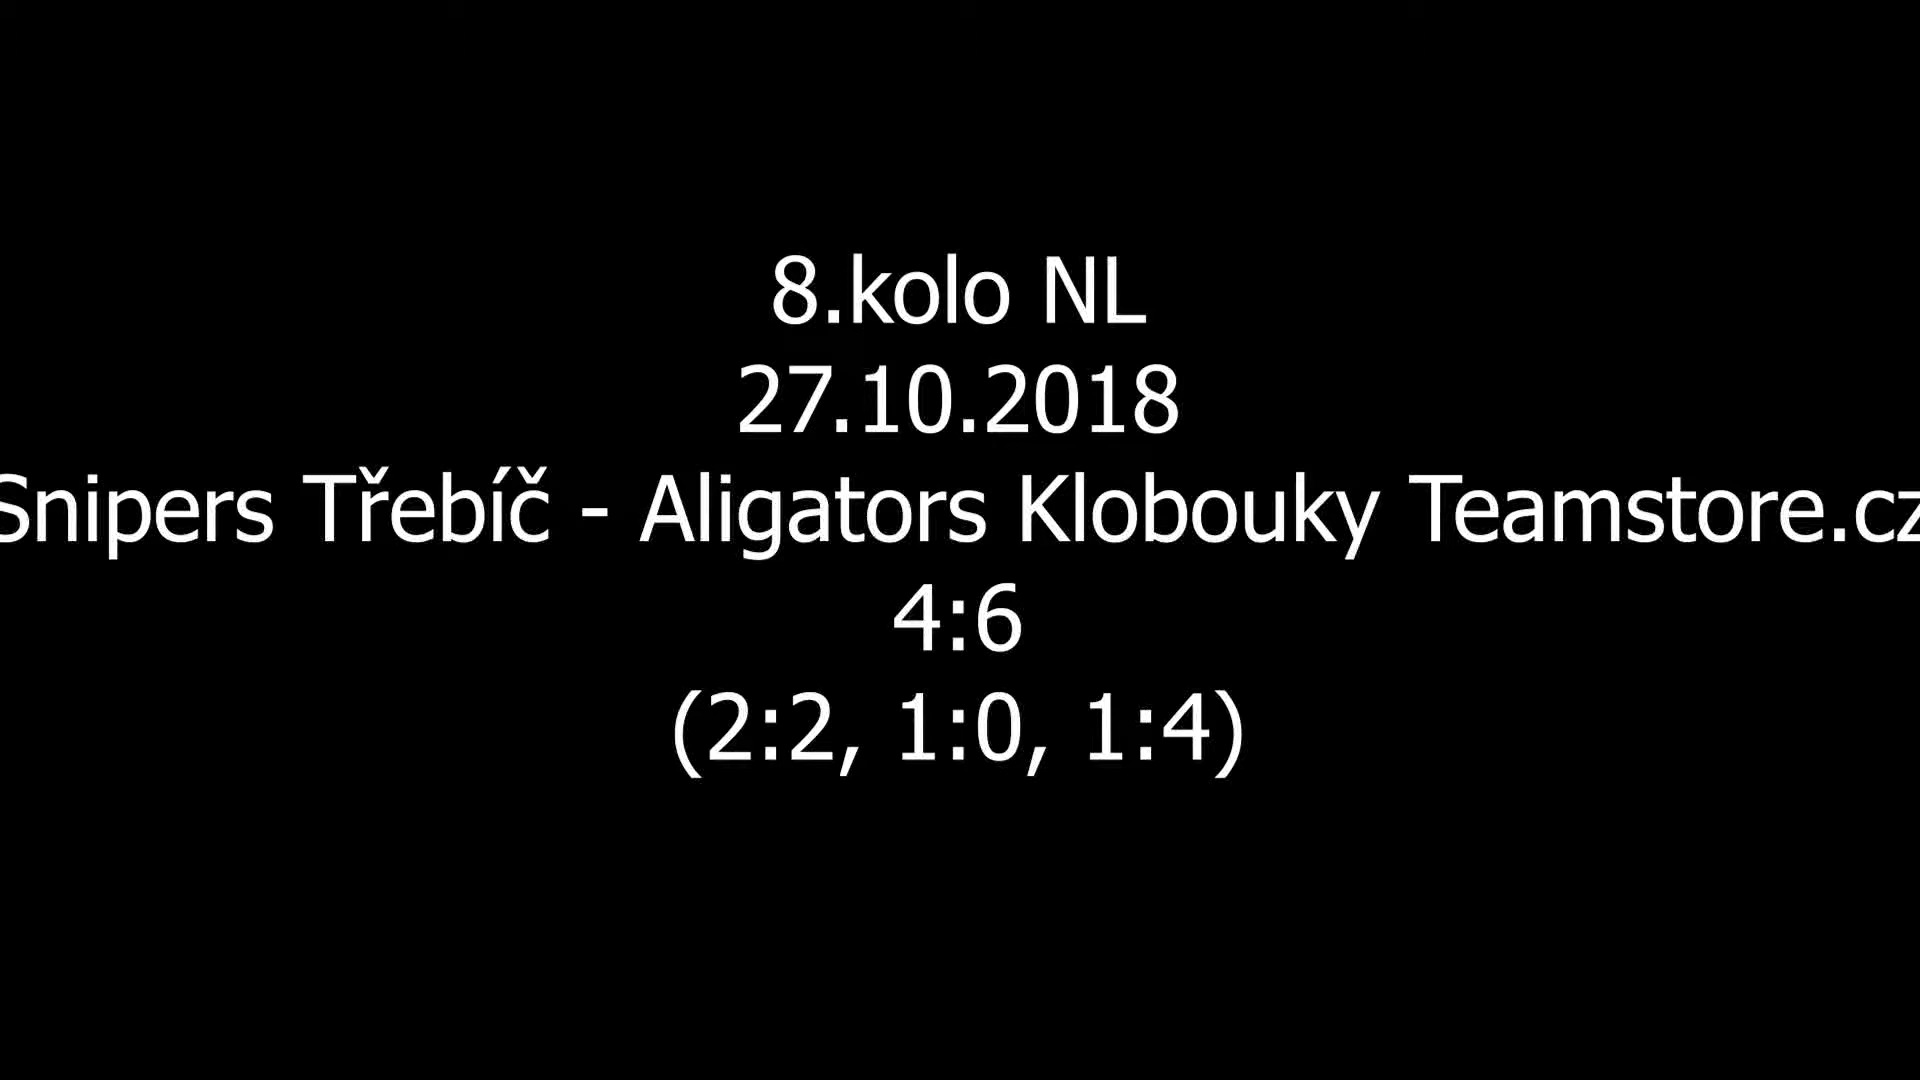 8.kolo NL
27.10.2018
Snipers Třebíč - Aligators Klobouky Teamstore.cz
4:6
(2:2, 1:0, 1:4)